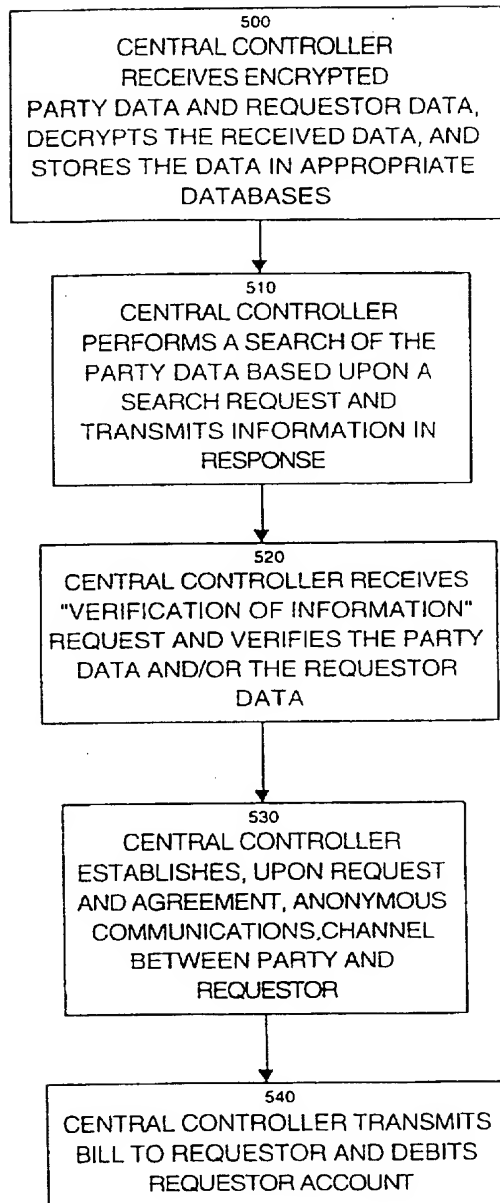 500
CENTRAL CONTROLLER
RECEIVES ENCRYPTED
PARTY DATA AND REQUESTOR DATA,
DECRYPTS THE RECEIVED DATA, AND
STORES THE DATA IN APPROPRIATE
DATABASES
510
CENTRAL CONTROLLER
PERFORMS A SEARCH OF THE
PARTY DATA BASED UPON A
SEARCH REQUEST AND
TRANSMITS INFORMATION IN
RESPONSE
520
CENTRAL CONTROLLER RECEIVES
"VERIFICATION OF INFORMATION"
REQUEST AND VERIFIES THE PARTY
DATA AND/OR THE REQUESTOR
DATA
530
CENTRAL CONTROLLER
ESTABLISHES, UPON REQUEST
AND AGREEMENT, ANONYMOUS
COMMUNICATIONS,CHANNEL
BETWEEN PARTY AND
REQUESTOR
540
CENTRAL CONTROLLER TRANSMITS
BILL TO REQUESTOR AND DEBITS
REQUESTOR ACCOUNT